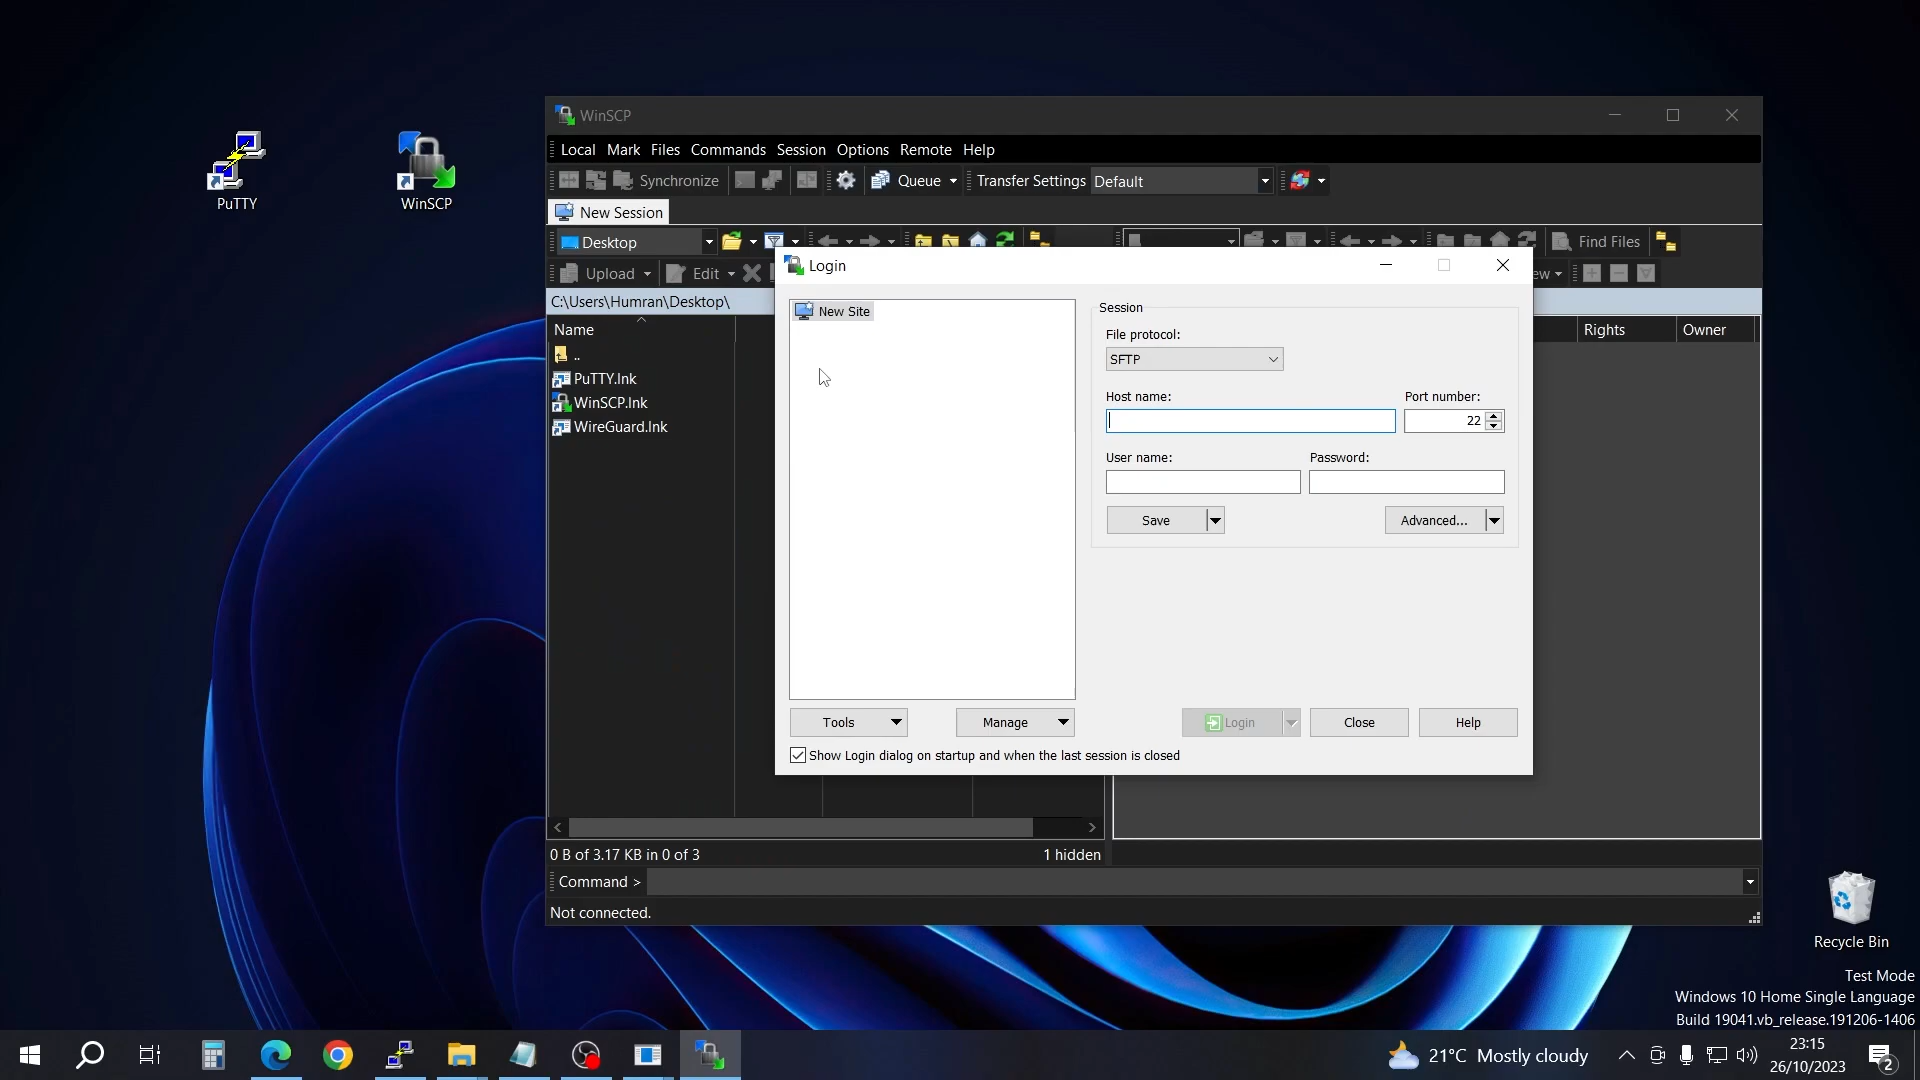 PuTTY
WinSCP
WinSCP
Local Mark Files Commands Session Options Remote Help
Synchronize Queue Transfer Settings Default
New Session
Desktop
Find Files
Upload Edit
C:\Users\Humran\Desktop\
Name
Rights Owner
..
PuTTY.lnk
WinSCP.lnk
WireGuard.lnk
Login
New Site
Session
File protocol:
SFTP
Host name: Port number:
22
User name: Password:
Save Advanced...
Tools Manage Login Close Help
Show Login dialog on startup and when the last session is closed
0 B of 3.17 KB in 0 of 3 1 hidden
Command >
Not connected.
Recycle Bin
Test Mode
Windows 10 Home Single Language
Build 19041.vb_release.191206-1406
21°C Mostly cloudy
23:15
26/10/2023
2